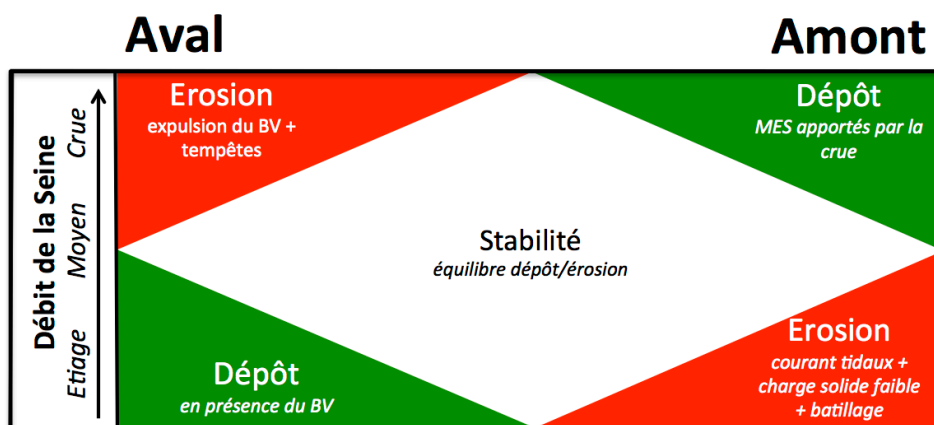 Aval
Amont
Débit de la Seine
Etiage Moyen Crue
Erosion
expulsion du BV +
tempêtes
Dépôt
MES apportés par la
crue
Stabilité
équilibre dépôt/érosion
Dépôt
en présence du BV
Erosion
courant tidaux +
charge solide faible
+ batillage